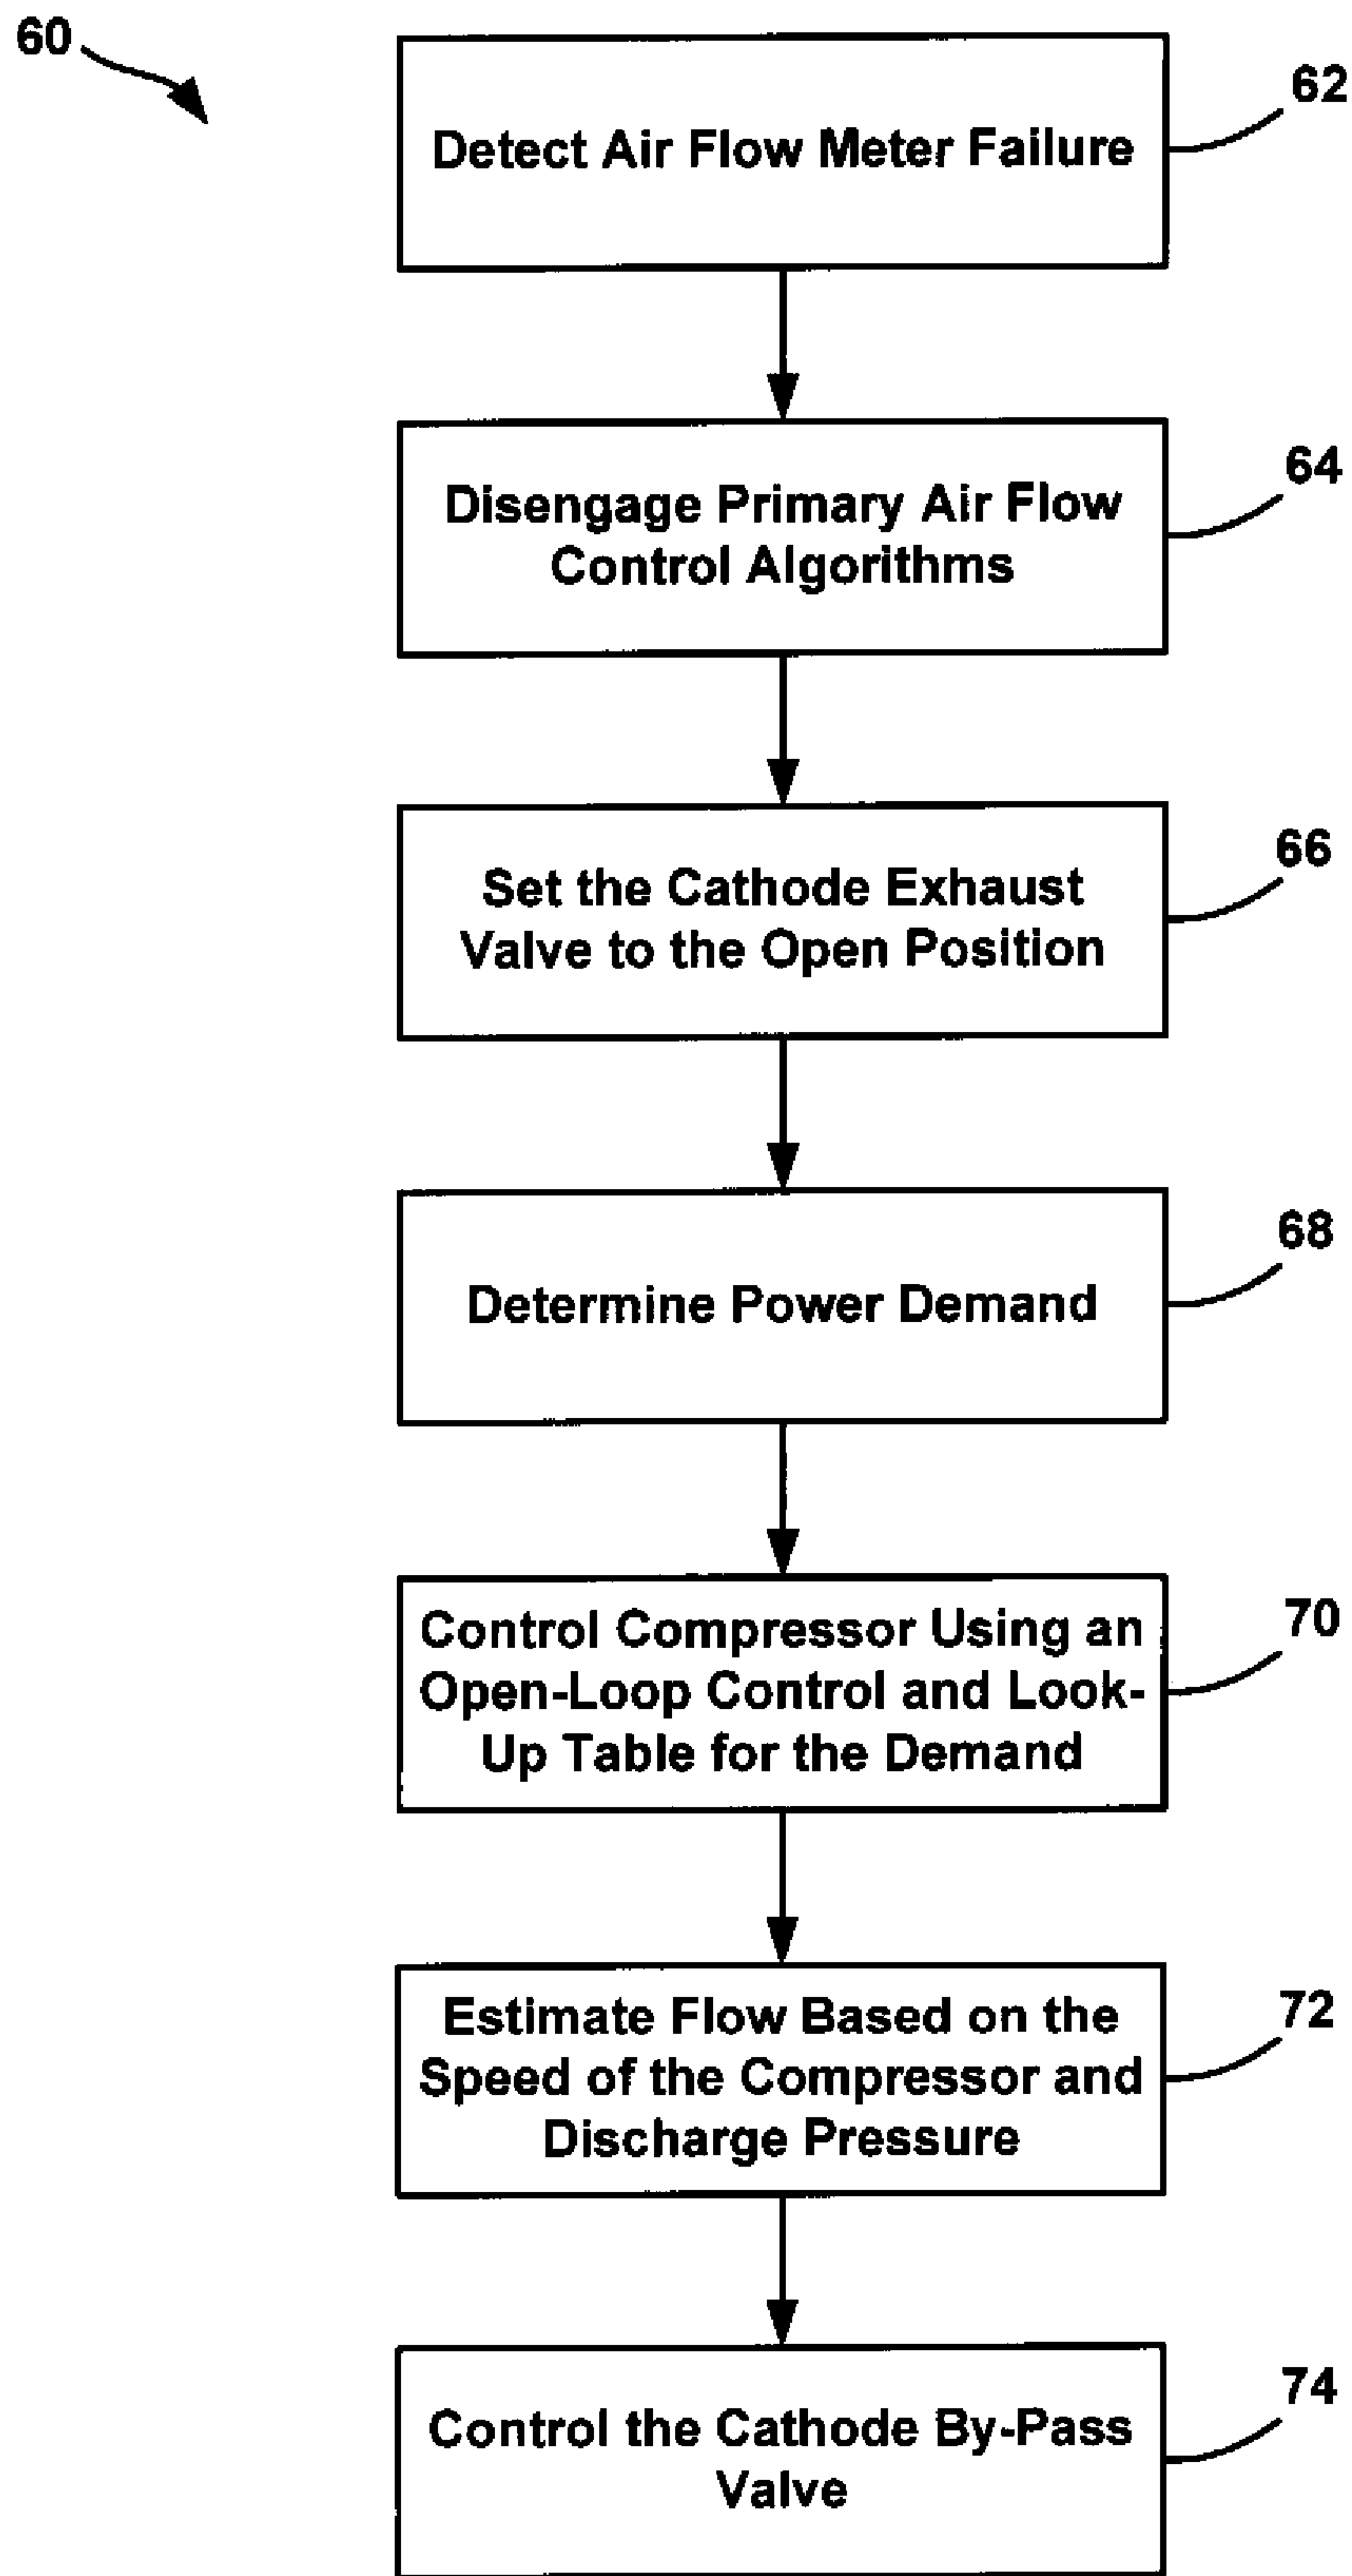 60
62
Detect Air Flow Meter Failure
64
Disengage Primary Air Flow
Control Algorithms
66
Set the Cathode Exhaust
Valve to the Open Position
68
Determine Power Demand
70
Control Compressor Using an
Open-Loop Control and Look-
Up Table for the Demand
72
Estimate Flow Based on the
Speed of the Compressor and
Discharge Pressure
74
Control the Cathode By-Pass
Valve